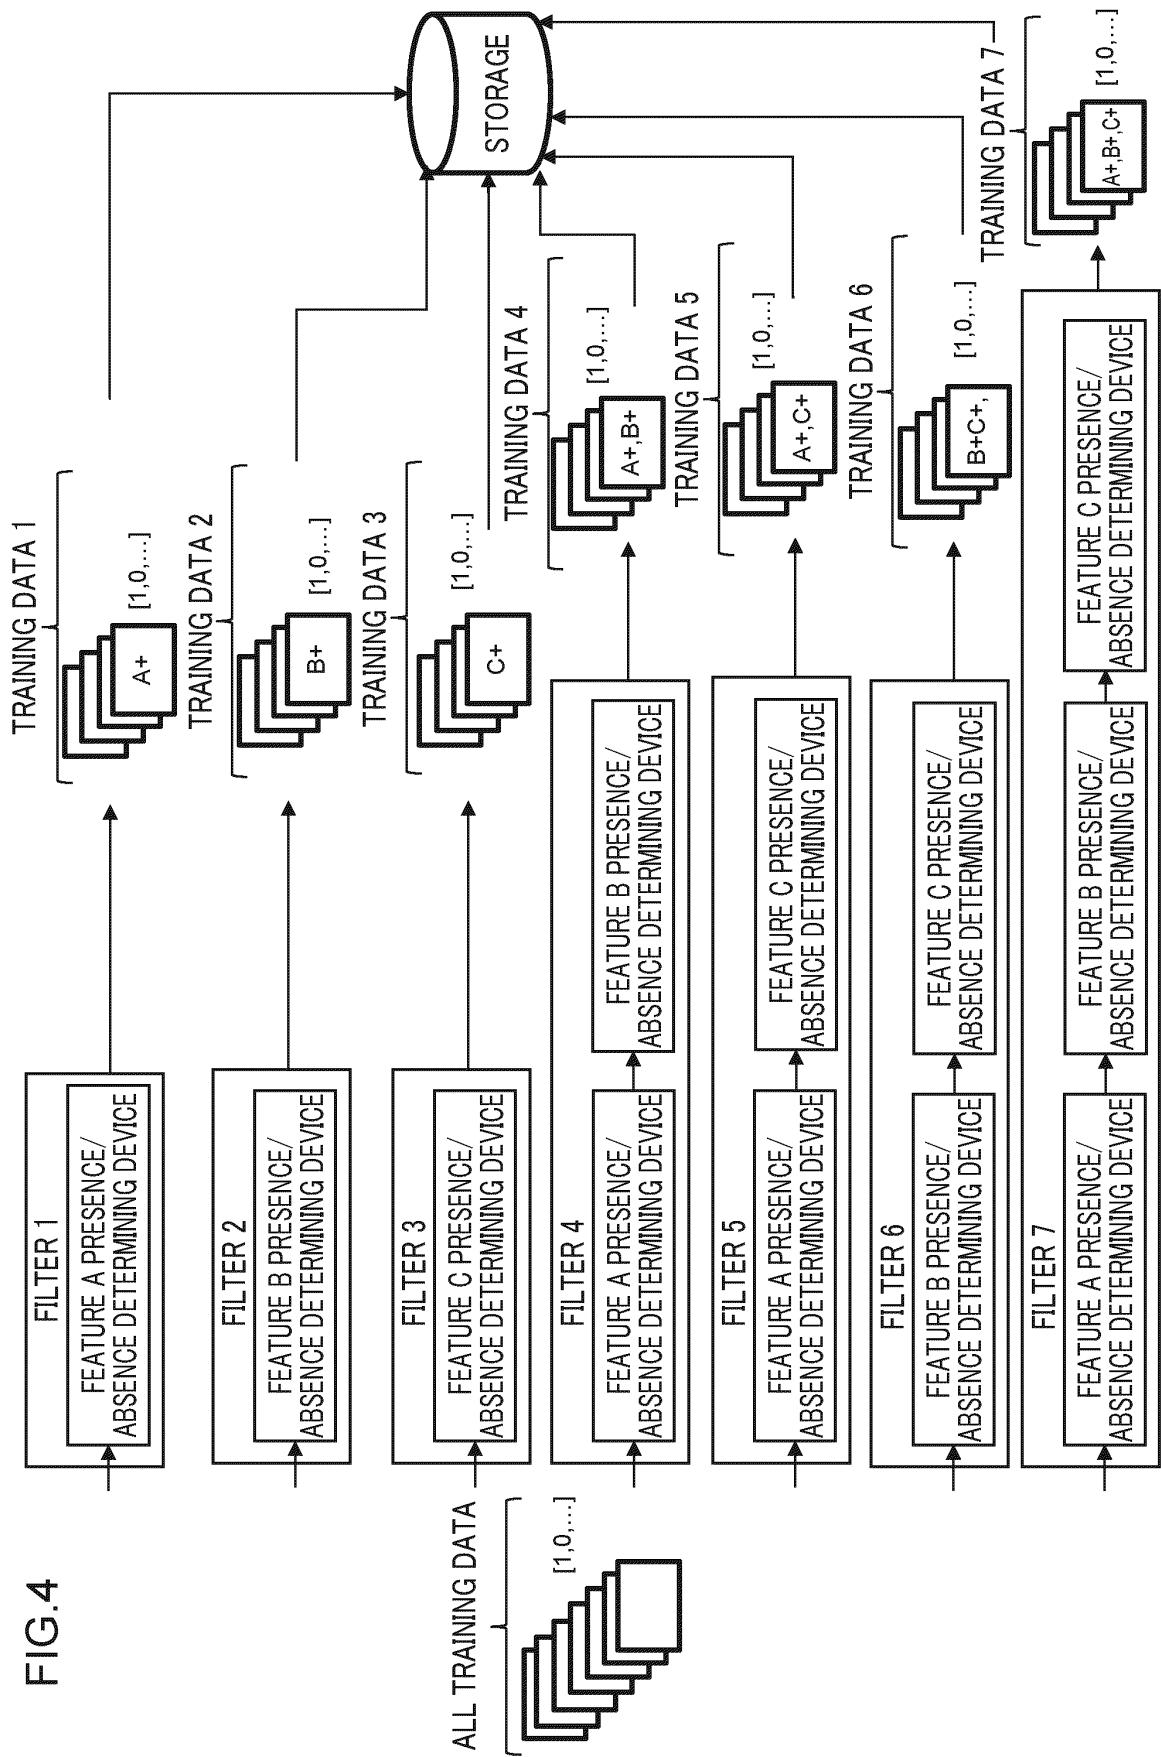 FIG.4
ALL TRAINING DATA
[1,0,…]
FILTER 1
FEATURE A PRESENCE/
ABSENCE DETERMINING DEVICE
TRAINING DATA 1
A+
[1,0,…]
FILTER 2
FEATURE B PRESENCE/
ABSENCE DETERMINING DEVICE
TRAINING DATA 2
B+
[1,0,…]
FILTER 3
FEATURE C PRESENCE/
ABSENCE DETERMINING DEVICE
TRAINING DATA 3
C+
[1,0,…]
FILTER 4
FEATURE A PRESENCE/
ABSENCE DETERMINING DEVICE
FEATURE B PRESENCE/
ABSENCE DETERMINING DEVICE
TRAINING DATA 4
A+,B+
[1,0,…]
FILTER 5
FEATURE A PRESENCE/
ABSENCE DETERMINING DEVICE
FEATURE C PRESENCE/
ABSENCE DETERMINING DEVICE
TRAINING DATA 5
A+,C+
[1,0,…]
FILTER 6
FEATURE B PRESENCE/
ABSENCE DETERMINING DEVICE
FEATURE C PRESENCE/
ABSENCE DETERMINING DEVICE
TRAINING DATA 6
B+C+,
[1,0,…]
FILTER 7
FEATURE A PRESENCE/
ABSENCE DETERMINING DEVICE
FEATURE B PRESENCE/
ABSENCE DETERMINING DEVICE
FEATURE C PRESENCE/
ABSENCE DETERMINING DEVICE
TRAINING DATA 7
A+,B+,C+
[1,0,…]
STORAGE